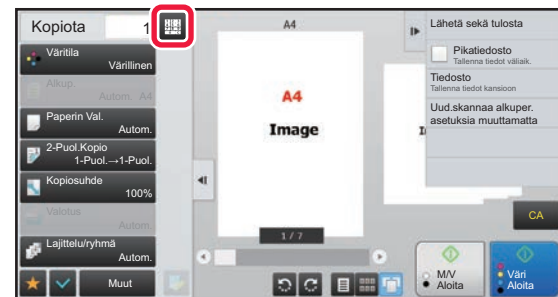 Kopiota 1
Väritila
Värillinen
Alkup.
Autom. A4
Paperin Val.
Autom.
2-Puol.Kopio
1-Puol.→1-Puol.
Kopiosuhde
100%
Valotus
Autom.
Lajittelu/ryhmä
Autom.
Muut
A4
A4
Image
1 / 7
Lähetä sekä tulosta
Pikatiedosto
Tallenna tiedot väliaik.
Tiedosto
Tallenna tiedot kansioon
Uud.skannaa alkuper.
asetuksia muuttamatta
CA
M/V
Aloita
Väri
Aloita